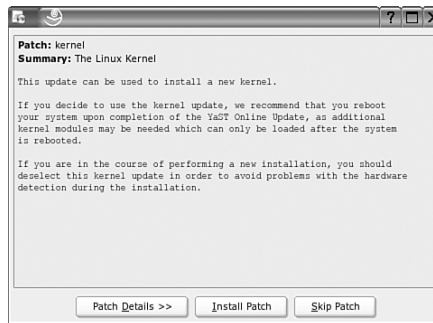 Patch: kernel
Summary: The Linux Kernel
This update can be used to install a new kernel.
If you decide to use the kernel update, we recommend that you reboot
your system upon completion of the YaST Online Update, as additional
kernel modules may be needed which can only be loaded after the system
is rebooted.
If you are in the course of performing a new installation, you should
deselect this kernel update in order to avoid problems with the hardware
detection during the installation.
Patch Details >>
Install Patch
Skip Patch